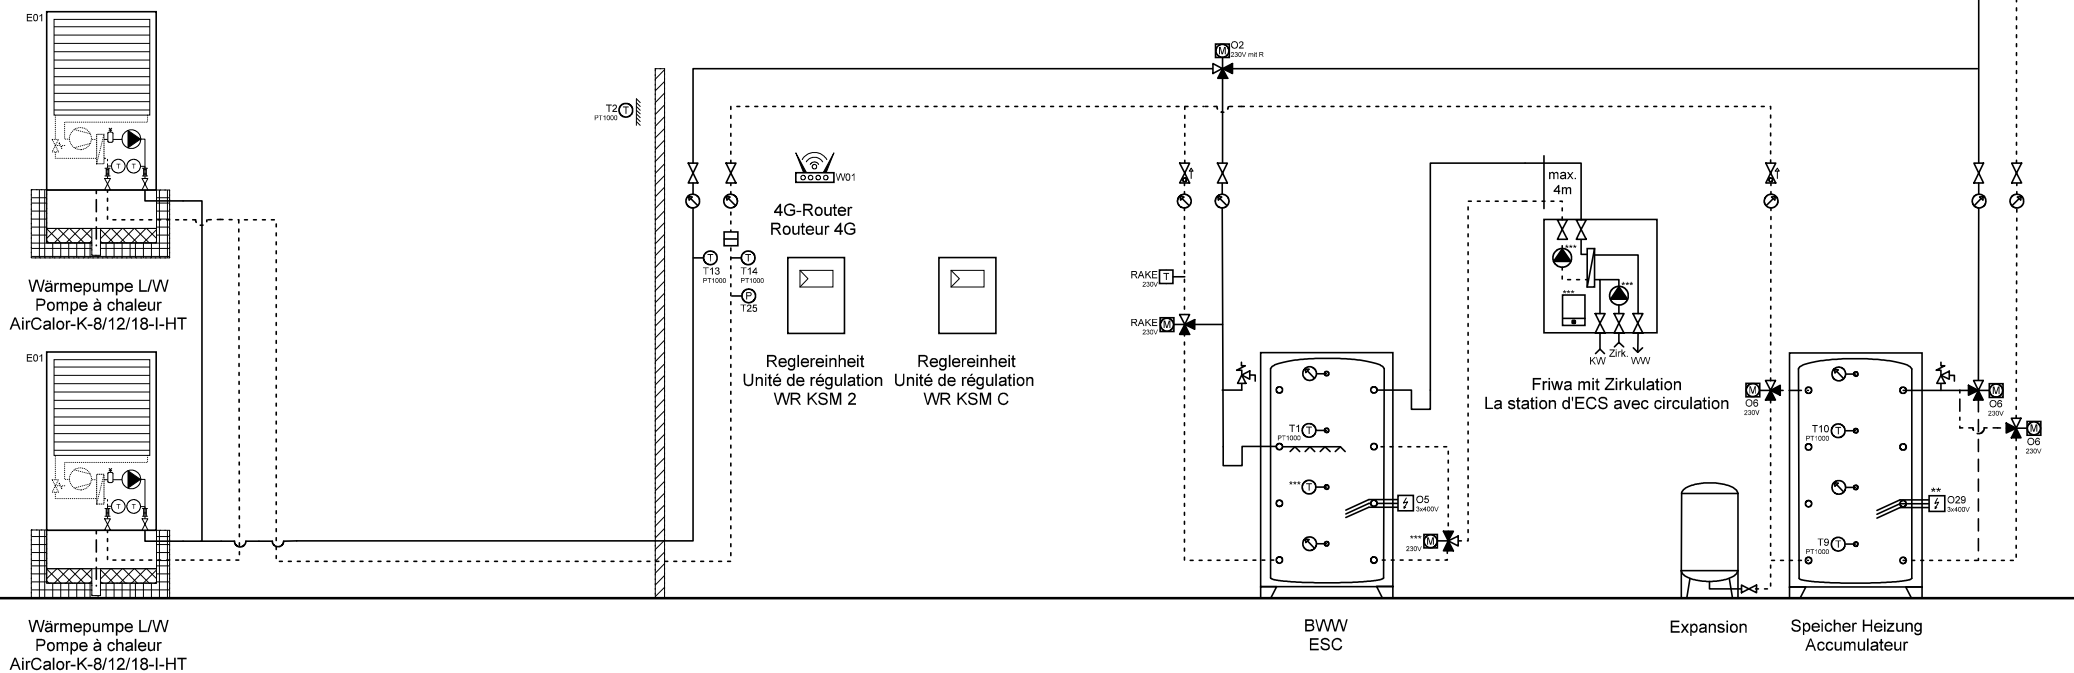 E01
Wärmepumpe L/W
Pompe à chaleur
AirCalor-K-8/12/18-I-HT
E01
Wärmepumpe L/W
Pompe à chaleur
AirCalor-K-8/12/18-I-HT
T T
T T
T2
PT1000
T
T
T13
PT1000
T
T14
PT1000
P
T25
W01
4G-Router
Routeur 4G
Reglereinheit
Unité de régulation
WR KSM 2
Reglereinheit
Unité de régulation
WR KSM C
M
O2
230V mit R
RAKE
230V
T
RAKE
230V
M
T1
PT1000
T
***
T
O5
3x400V
***
230V
M
BWW
ESC
max.
4m
***
***
***
KW
Zirk.
WW
Friwa mit Zirkulation
La station d'ECS avec circulation
M
O6
230V
M
O6
230V
M
O6
230V
T10
PT1000
T
**
O29
3x400V
T9
PT1000
T
Expansion
Speicher Heizung
Accumulateur